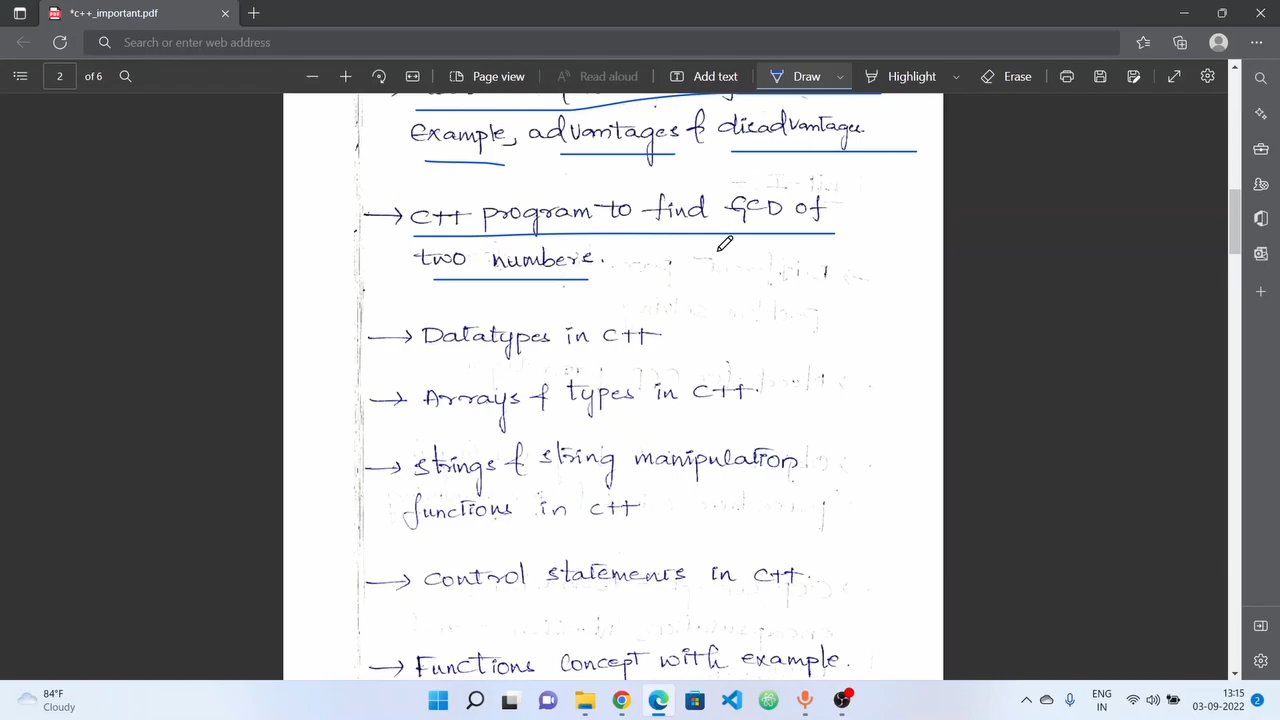 *c++_important.pdf
Search or enter web address
2 of 6
Page view
Read aloud
Add text
Draw
Highlight
Erase
Example, advantages & disadvantages.
→ C++ program to find GCD of
two numbers.
→ Datatypes in C++
→ Arrays & types in C++.
→ strings & string manipulation
functions in C++
→ control statements in C++.
→ Functions concept with example.
84°F
Cloudy
ENG
IN
13:15
03-09-2022
2